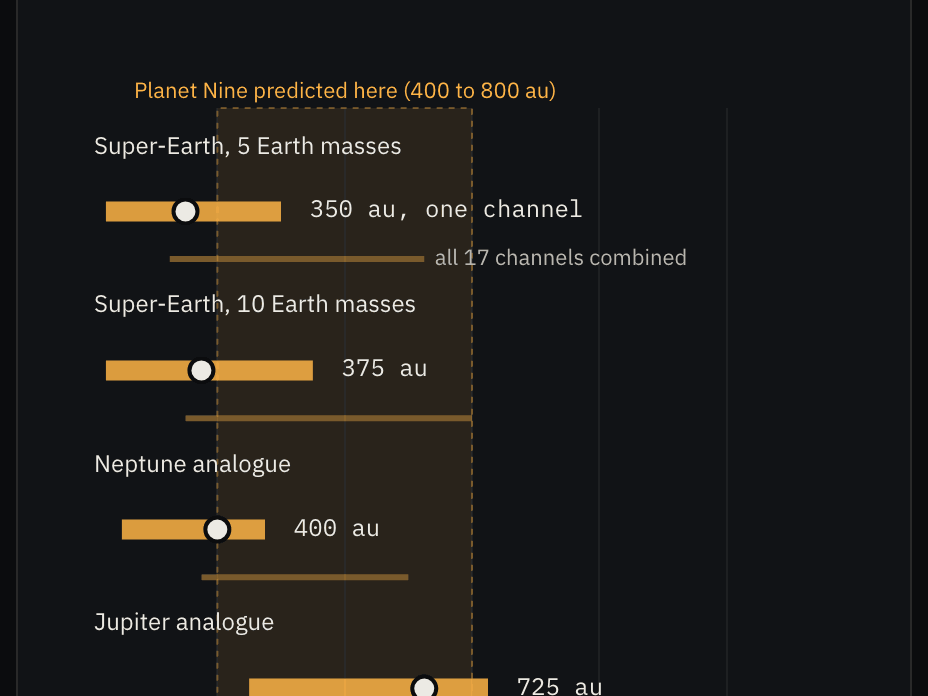 Planet Nine predicted here (400 to 800 au)
Super-Earth, 5 Earth masses
350 au, one channel
all 17 channels combined
Super-Earth, 10 Earth masses
375 au
Neptune analogue
400 au
Jupiter analogue
725 au